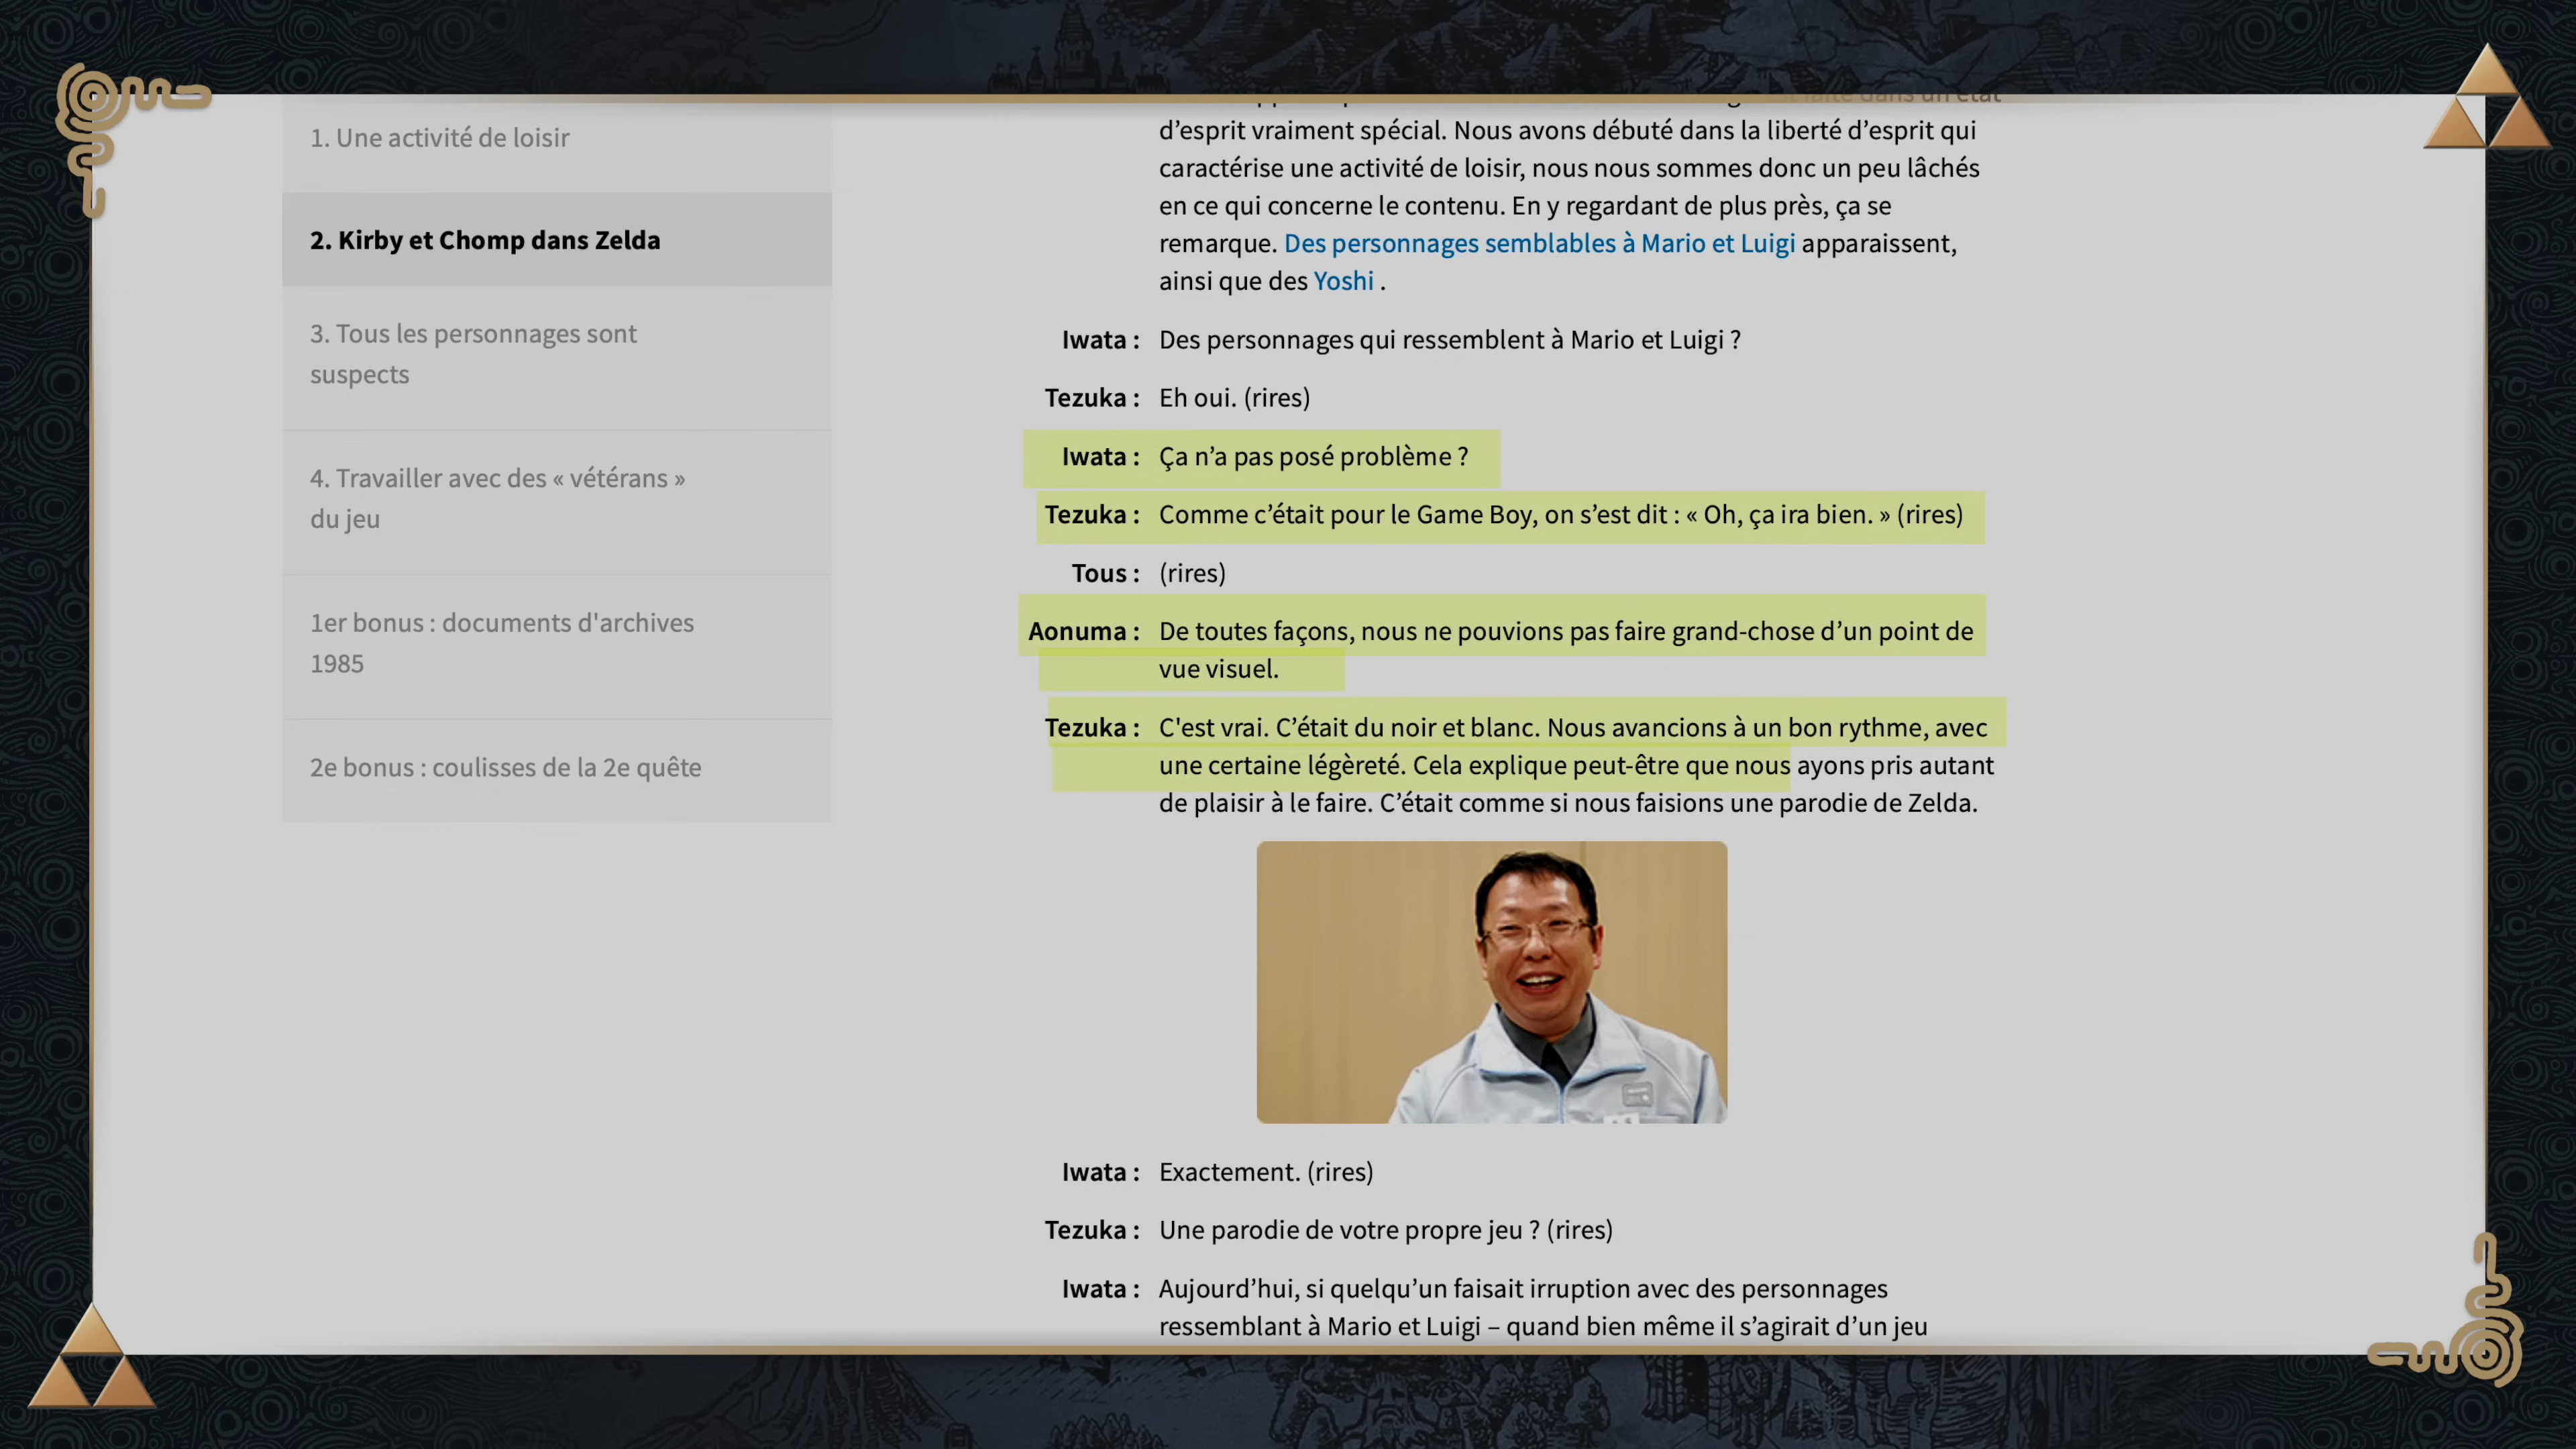 1. Une activité de loisir
2. Kirby et Chomp dans Zelda
3. Tous les personnages sont
suspects
4. Travailler avec des « vétérans »
du jeu
1er bonus : documents d'archives
1985
2e bonus : coulisses de la 2e quête
dans un état
d’esprit vraiment spécial. Nous avons débuté dans la liberté d’esprit qui
caractérise une activité de loisir, nous nous sommes donc un peu lâchés
en ce qui concerne le contenu. En y regardant de plus près, ça se
remarque. Des personnages semblables à Mario et Luigi apparaissent,
ainsi que des Yoshi .
Iwata : Des personnages qui ressemblent à Mario et Luigi ?
Tezuka : Eh oui. (rires)
Iwata : Ça n’a pas posé problème ?
Tezuka : Comme c’était pour le Game Boy, on s’est dit : « Oh, ça ira bien. » (rires)
Tous : (rires)
Aonuma : De toutes façons, nous ne pouvions pas faire grand-chose d’un point de
vue visuel.
Tezuka : C'est vrai. C’était du noir et blanc. Nous avancions à un bon rythme, avec
une certaine légèreté. Cela explique peut-être que nous ayons pris autant
de plaisir à le faire. C’était comme si nous faisions une parodie de Zelda.
Iwata : Exactement. (rires)
Tezuka : Une parodie de votre propre jeu ? (rires)
Iwata : Aujourd’hui, si quelqu’un faisait irruption avec des personnages
ressemblant à Mario et Luigi – quand bien même il s’agirait d’un jeu